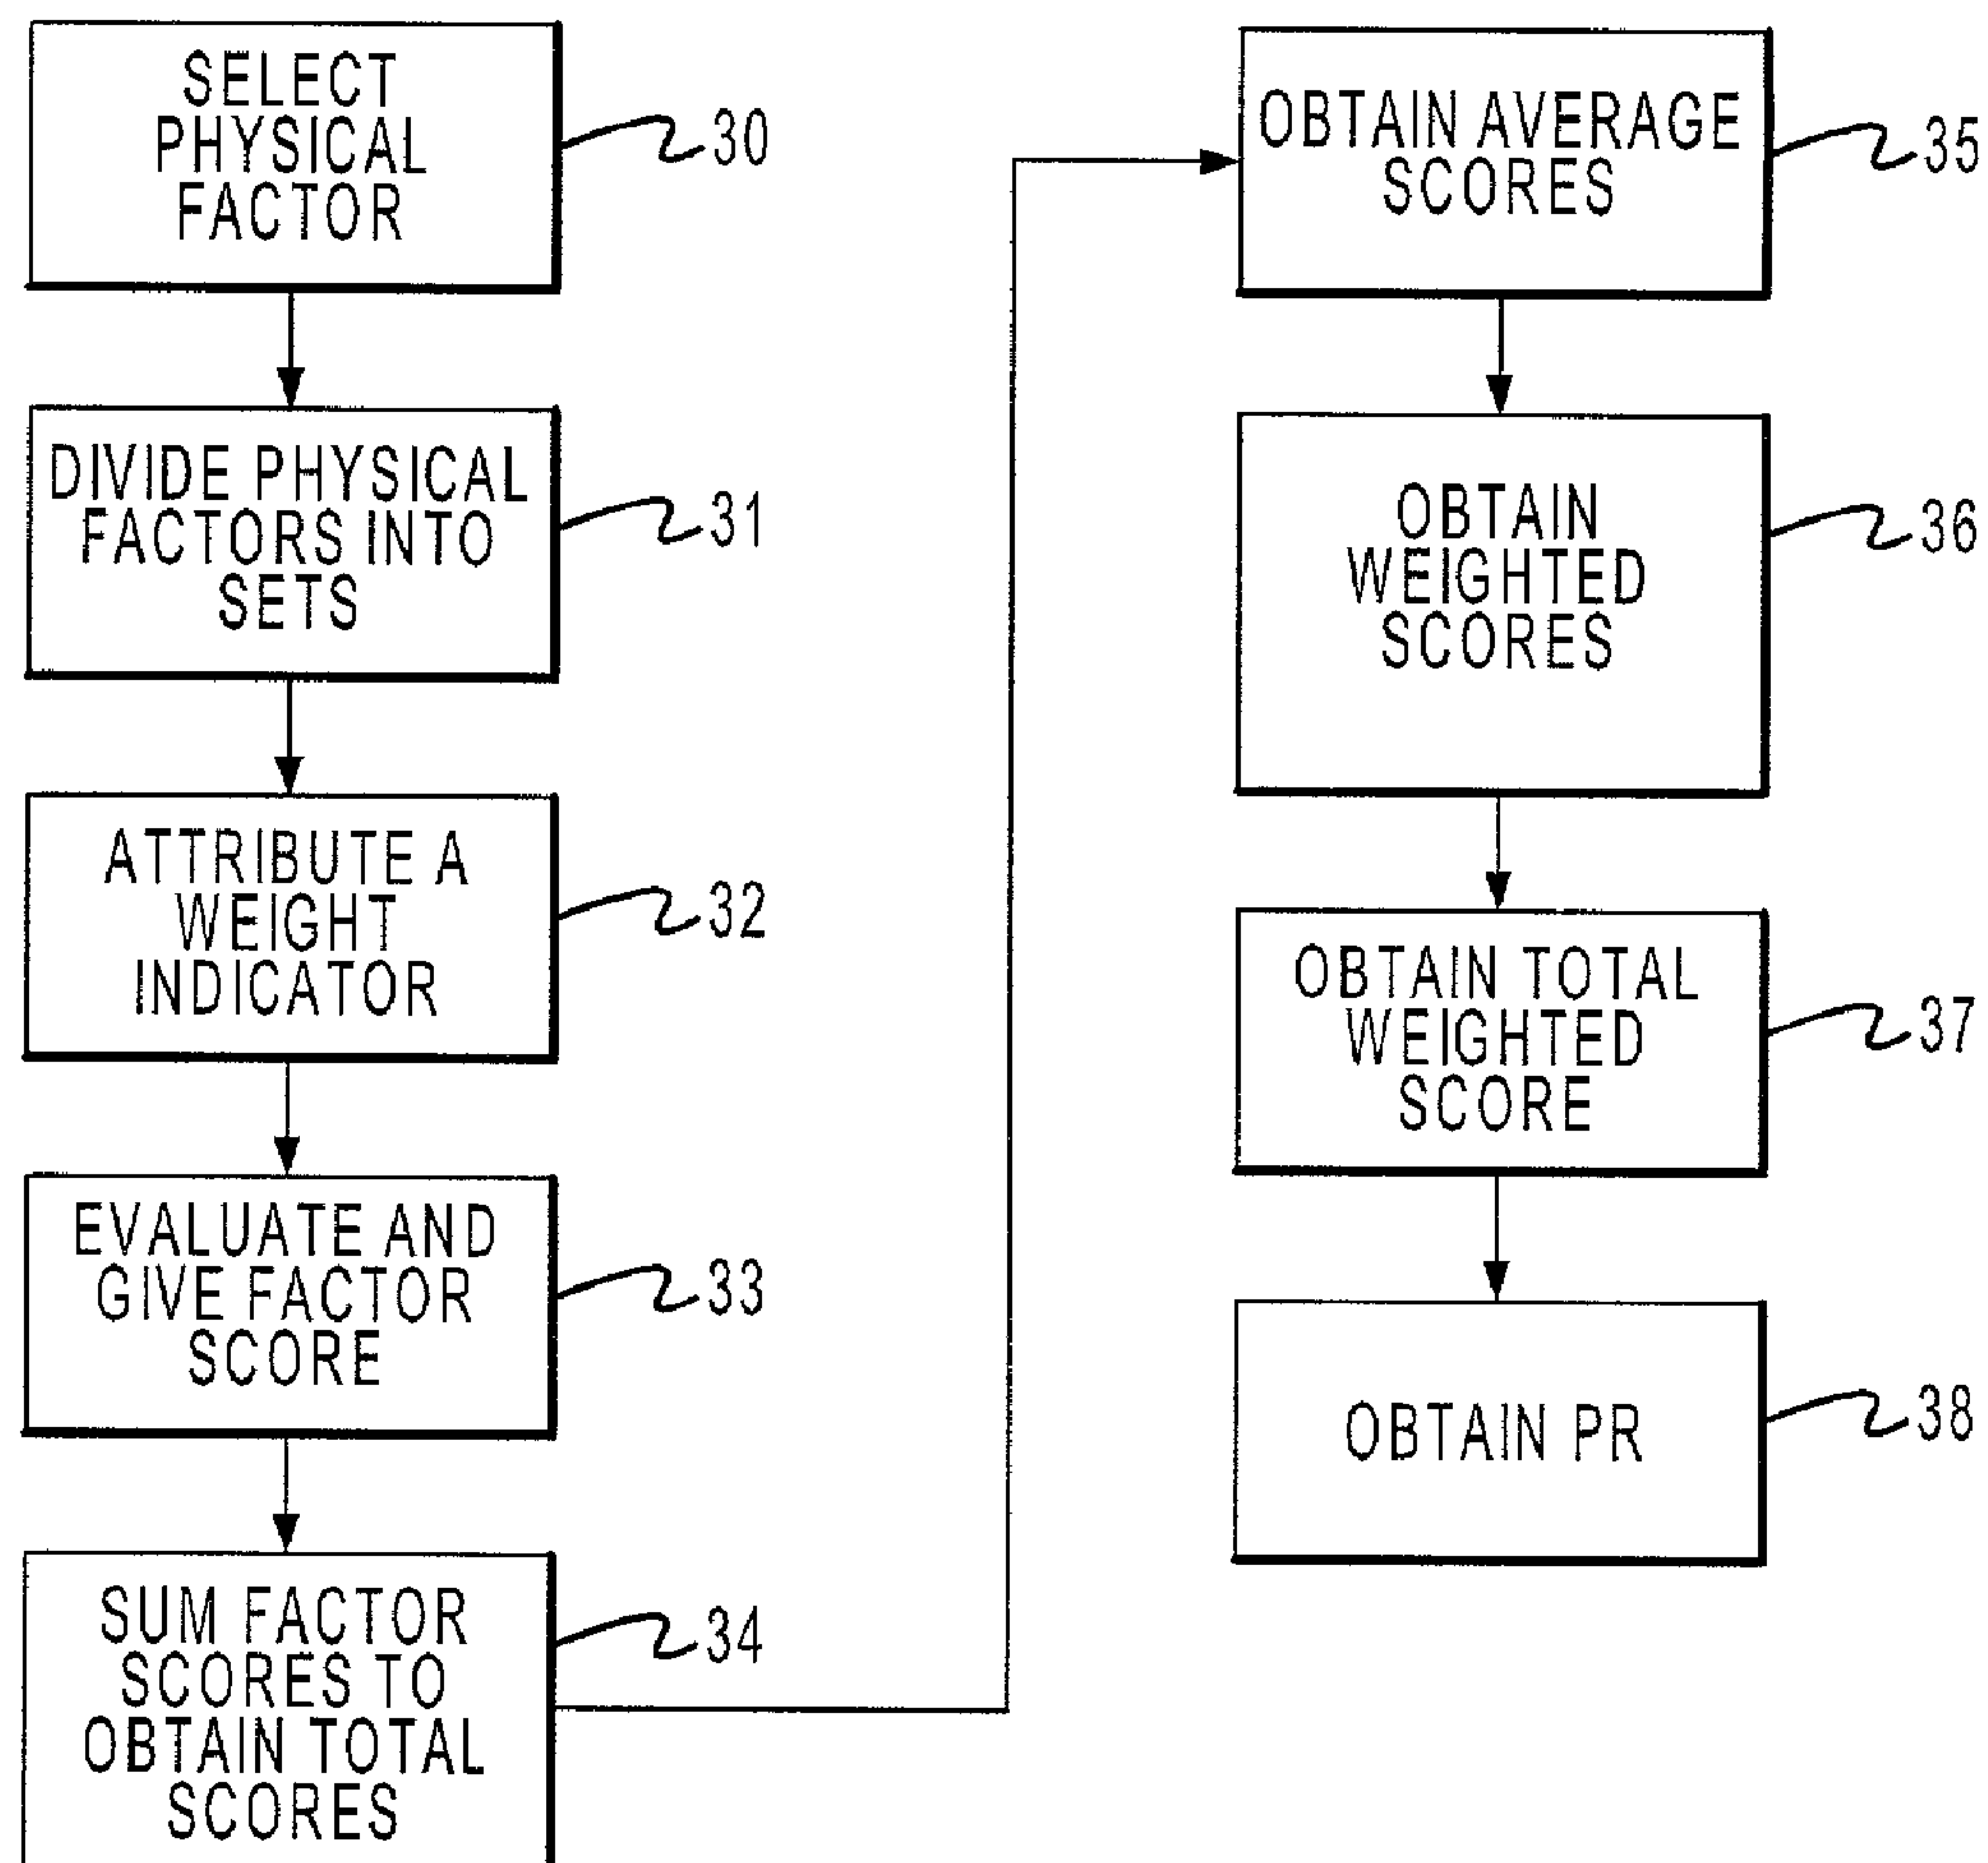 SELECT
PHYSICAL
FACTOR
30
DIVIDE PHYSICAL
FACTORS INTO
SETS
31
ATTRIBUTE A
WEIGHT
INDICATOR
32
EVALUATE AND
GIVE FACTOR
SCORE
33
SUM FACTOR
SCORES TO
OBTAIN TOTAL
SCORES
34
OBTAIN AVERAGE
SCORES
35
OBTAIN
WEIGHTED
SCORES
36
OBTAIN TOTAL
WEIGHTED
SCORE
37
OBTAIN PR
38